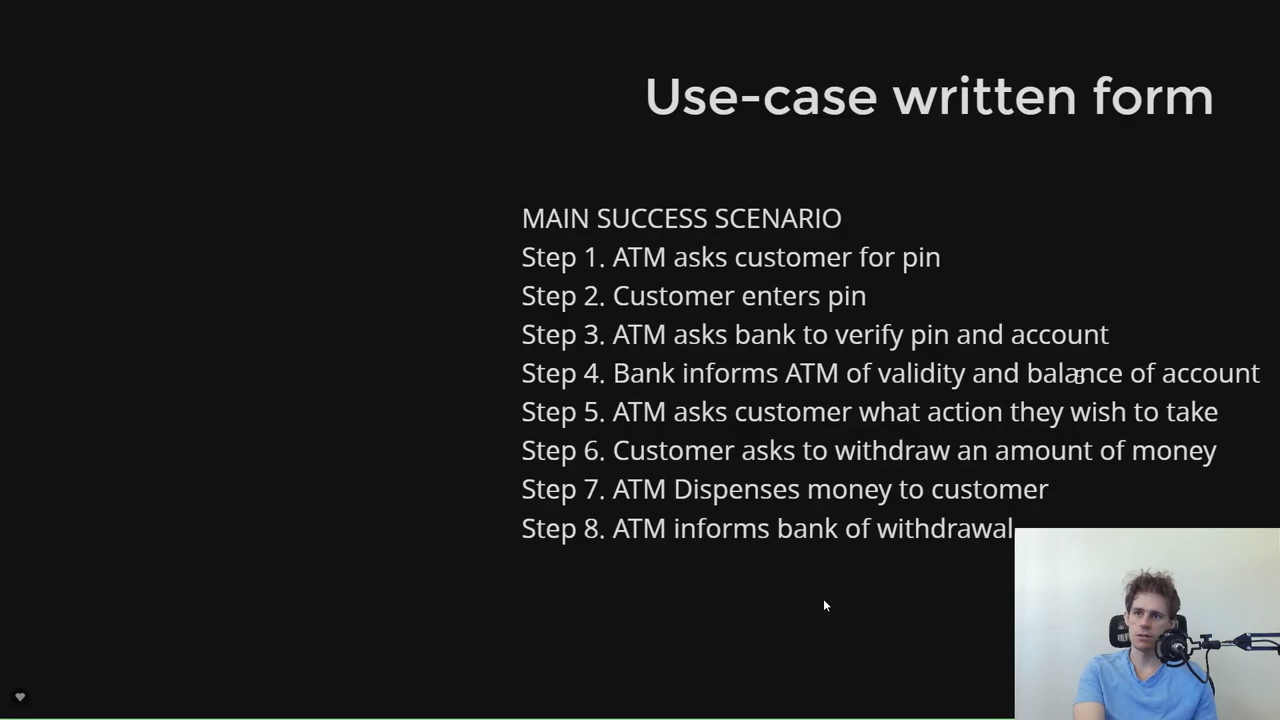 Use-case written form
MAIN SUCCESS SCENARIO
Step 1. ATM asks customer for pin
Step 2. Customer enters pin
Step 3. ATM asks bank to verify pin and account
Step 4. Bank informs ATM of validity and balance of account
Step 5. ATM asks customer what action they wish to take
Step 6. Customer asks to withdraw an amount of money
Step 7. ATM Dispenses money to customer
Step 8. ATM informs bank of withdrawal